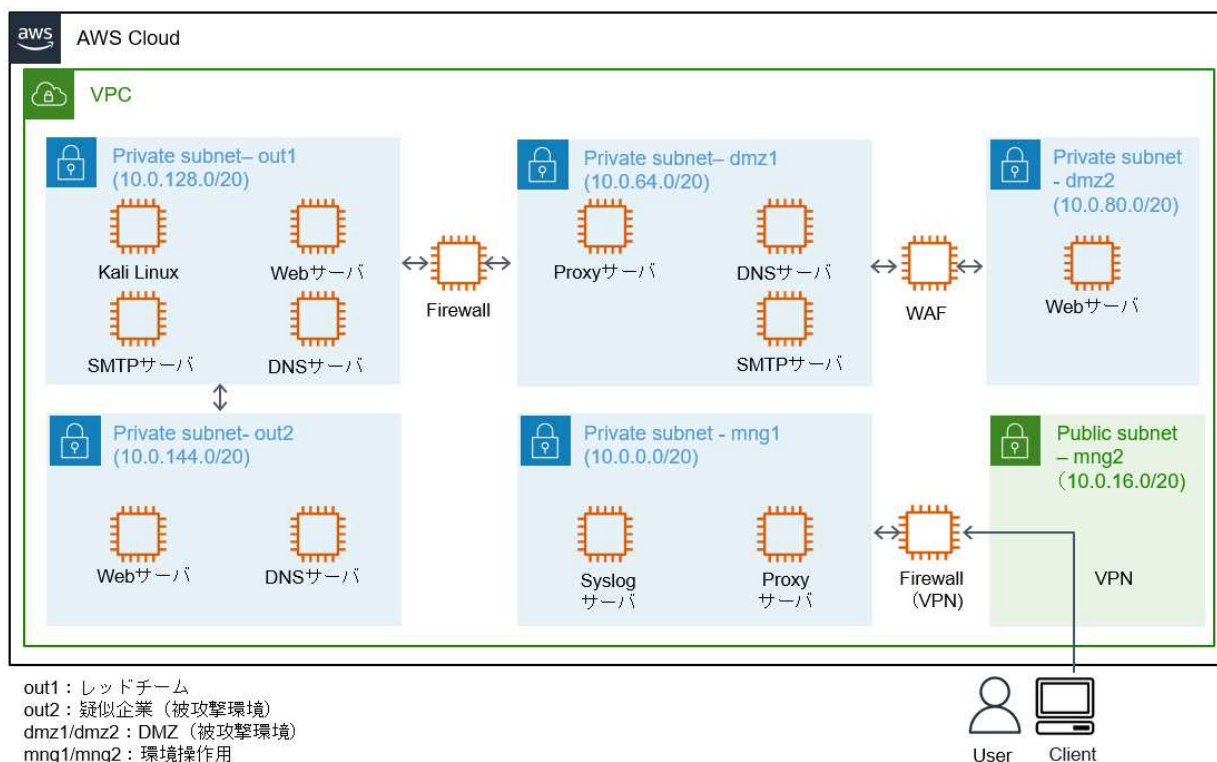 aws
AWS Cloud
VPC
Private subnet– out1
(10.0.128.0/20)
Kali Linux
Webサーバ
SMTPサーバ
DNSサーバ
Firewall
Private subnet– dmz1
(10.0.64.0/20)
Proxyサーバ
DNSサーバ
SMTPサーバ
WAF
Private subnet
- dmz2
(10.0.80.0/20)
Webサーバ
Private subnet- out2
(10.0.144.0/20)
Webサーバ
DNSサーバ
Private subnet - mng1
(10.0.0.0/20)
Syslog
サーバ
Proxy
サーバ
Firewall
(VPN)
Public subnet
– mng2
（10.0.16.0/20)
VPN
out1：レッドチーム
out2：疑似企業（被攻撃環境）
dmz1/dmz2：DMZ（被攻撃環境）
mng1/mng2：環境操作用
User
Client